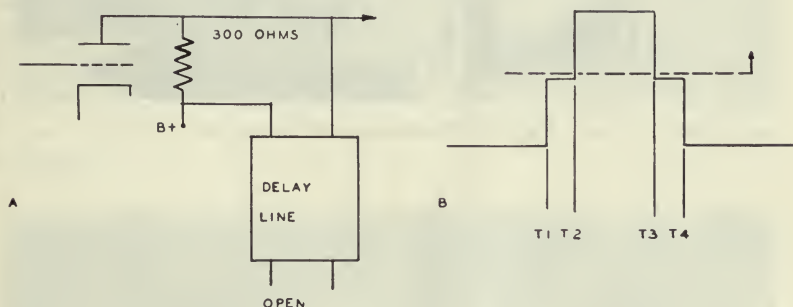 300 OHMS
B+
DELAY
LINE
A
OPEN
B
T1 T2 T3 T4